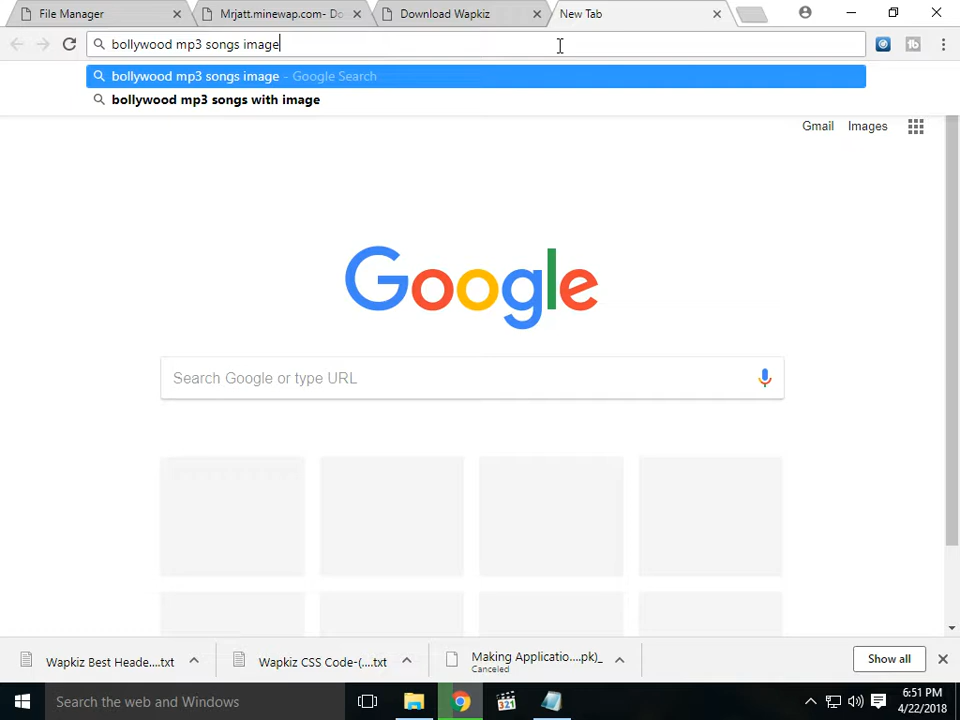 File Manager
Mrjatt.minewap.com- Do
Download Wapkiz
New Tab
bollywood mp3 songs image
bollywood mp3 songs image - Google Search
bollywood mp3 songs with image
Gmail
Images
Google
Search Google or type URL
Wapkiz Best Heade....txt
Wapkiz CSS Code-(....txt
Making Applicatio....pk)_
Canceled
Show all
Search the web and Windows
321
6:51 PM
4/22/2018